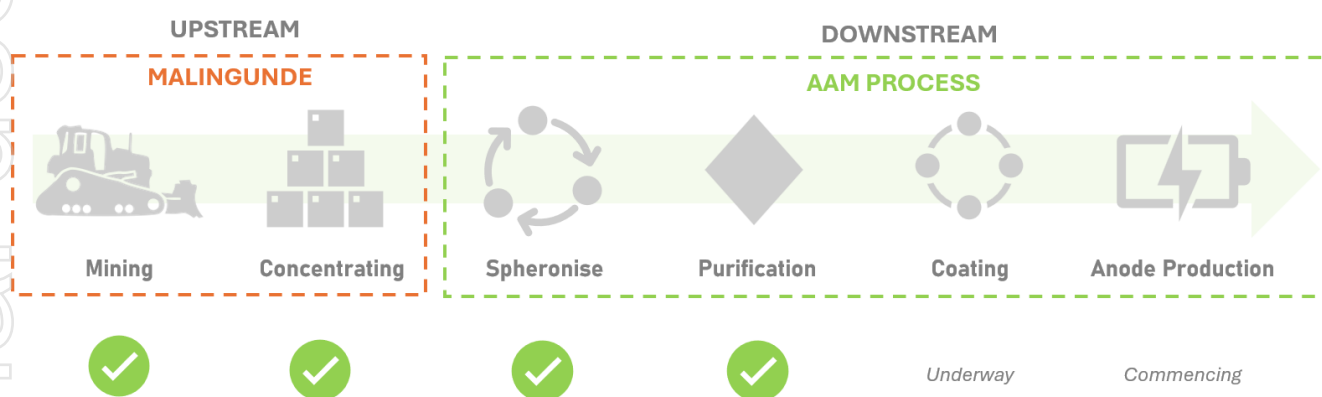 UPSTREAM
DOWNSTREAM
MALINGUNDE
AAM PROCESS
Mining
Concentrating
Spheronise
Purification
Coating
Anode Production
Underway
Commencing